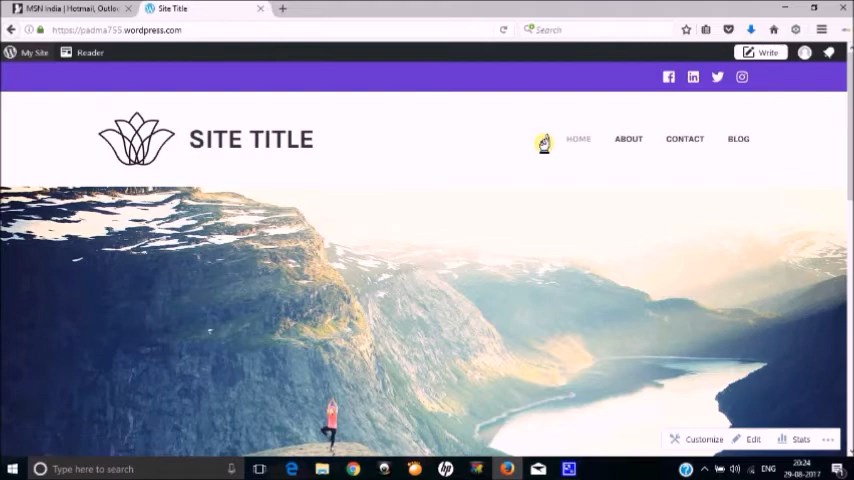 MSN India | Hotmail, Outloo
Site Title
https://padma755.wordpress.com
Search
My Site
Reader
Write
SITE TITLE
HOME
ABOUT
CONTACT
BLOG
Customize
Edit
Stats
Type here to search
ENG
20:24
29-08-2017